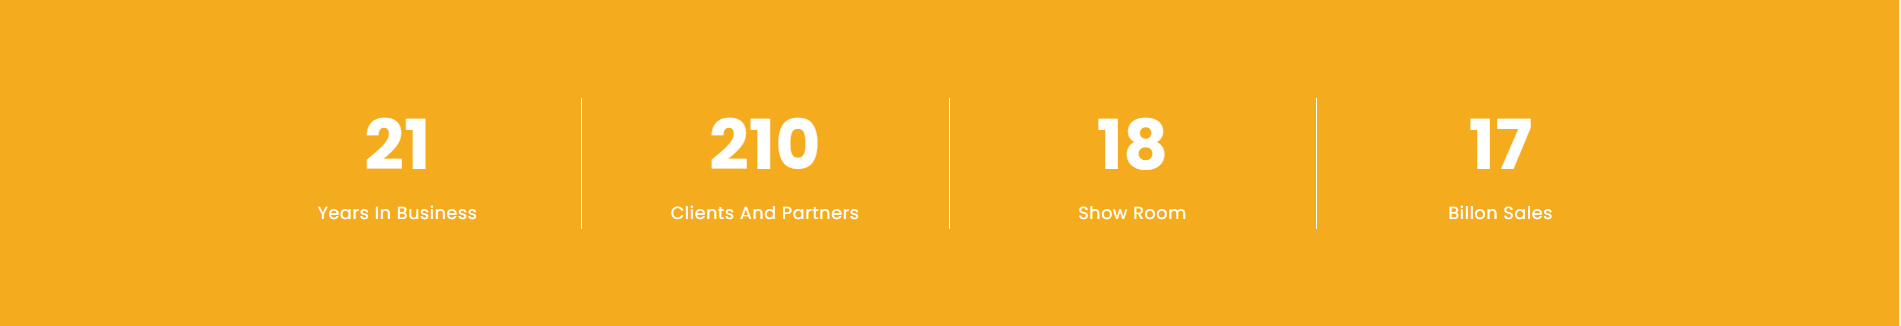 21
Years In Business
210
Clients And Partners
18
Show Room
17
Billon Sales